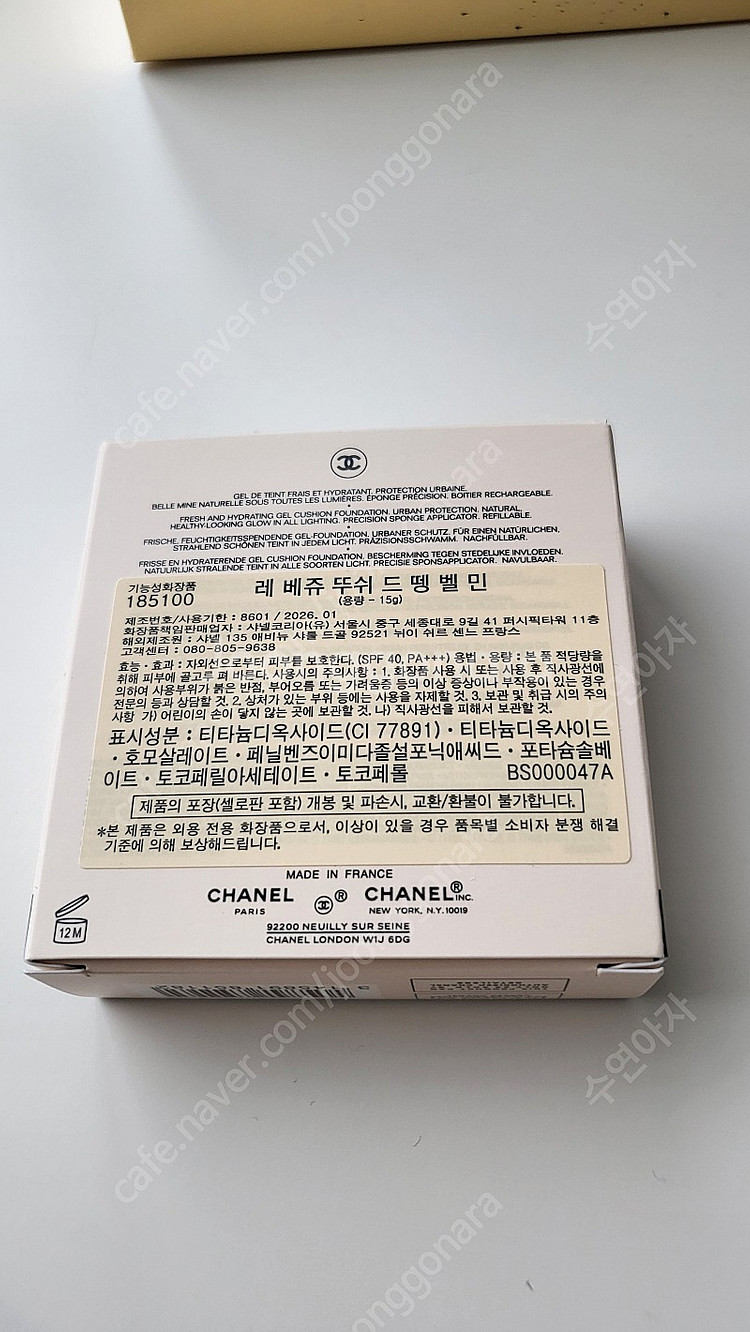 GEL DE TEINT FRAIS ET HYDRATANT. PROTECTION URBAINE.
BELLE MINE NATURELLE SOUS TOUTES LES LUMIÈRES. ÉPONGE PRÉCISION. BOITIER RECHARGEABLE.
FRESH AND HYDRATING GEL CUSHION FOUNDATION. URBAN PROTECTION. NATURAL,
HEALTHY-LOOKING GLOW IN ALL LIGHTING. PRECISION SPONGE APPLICATOR. REFILLABLE.
FRISCHE, FEUCHTIGKEITSSPENDENDE GEL-FOUNDATION. URBANER SCHUTZ. FÜR EINEN NATÜRLICHEN,
STRAHLEND SCHÖNEN TEINT IN JEDEM LICHT. PRÄZISIONSSCHWAMM. NACHFÜLLBAR.
FRISSE EN HYDRATERENDE GEL CUSHION FOUNDATION. BESCHERMING TEGEN STEDELIJKE INVLOEDEN.
NATUURLIJK STRALENDE TEINT IN ALLE SOORTEN LICHT. PRECISIE SPONSAPPLICATOR. NAVULBAAR.
기능성화장품
185100
레 베쥬 뚜쉬 드 뗑 벨 민
(용량 - 15g)
제조번호/사용기한 : 8601 / 2026. 01
화장품책임판매업자 : 샤넬코리아(유) 서울시 중구 세종대로 9길 41 퍼시픽타워 11층
해외제조원 : 샤넬 135 애비뉴 샤를 드골 92521 뉘이 쉬르 센느 프랑스
고객센터 : 080-805-9638
효능 · 효과 : 자외선으로부터 피부를 보호한다. (SPF 40, PA+++) 용법 · 용량 : 본 품 적당량을
취해 피부에 골고루 펴 바른다. 사용시의 주의사항 : 1. 화장품 사용 시 또는 사용 후 직사광선에
의하여 사용부위가 붉은 반점, 부어오름 또는 가려움증 등의 이상 증상이나 부작용이 있는 경우
전문의 등과 상담할 것. 2. 상처가 있는 부위 등에는 사용을 자제할 것. 3. 보관 및 취급 시의 주의
사항 가) 어린이의 손이 닿지 않는 곳에 보관할 것. 나) 직사광선을 피해서 보관할 것.
표시성분 : 티타늄디옥사이드(CI 77891) · 티타늄디옥사이드
· 호모살레이트 · 페닐벤즈이미다졸설포닉애씨드 · 포타슘솔베
이트 · 토코페릴아세테이트 · 토코페롤 BS000047A
제품의 포장(셀로판 포함) 개봉 및 파손시, 교환/환불이 불가합니다.
*본 제품은 외용 전용 화장품으로서, 이상이 있을 경우 품목별 소비자 분쟁 해결
기준에 의해 보상해드립니다.
MADE IN FRANCE
CHANEL ® CHANEL® INC.
PARIS NEW YORK, N.Y. 10019
92200 NEUILLY SUR SEINE
CHANEL LONDON W1J 6DG
12 M
cafe.naver.com/joonggonara
수연아자
cafe.naver.com/joonggonara
수연아자
수연아자
cafe.naver.com/joonggonara